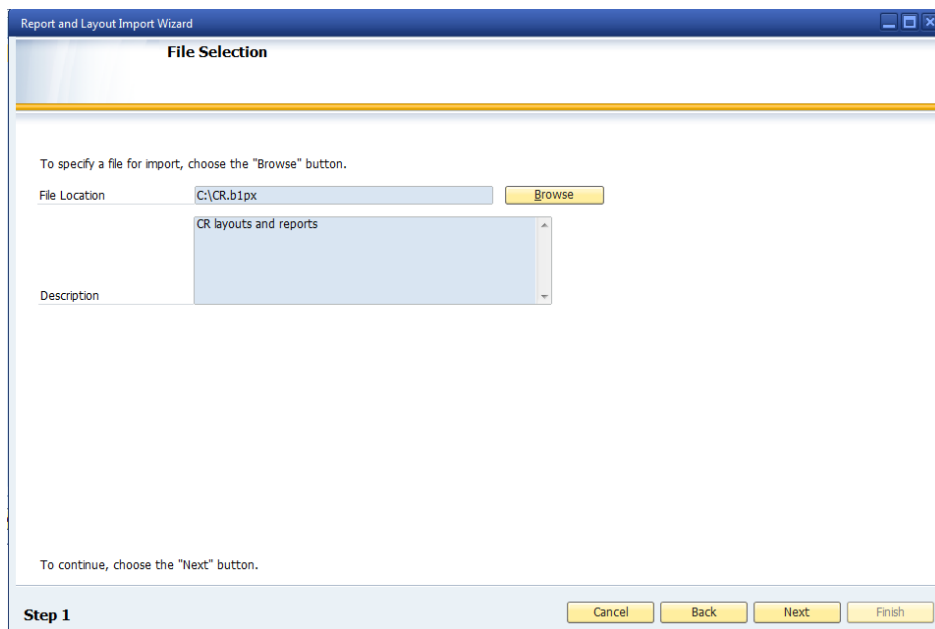 Report and Layout Import Wizard
File Selection
To specify a file for import, choose the "Browse" button.
File Location C:\CR.b1px Browse
CR layouts and reports
Description
To continue, choose the "Next" button.
Step 1 Cancel Back Next Finish